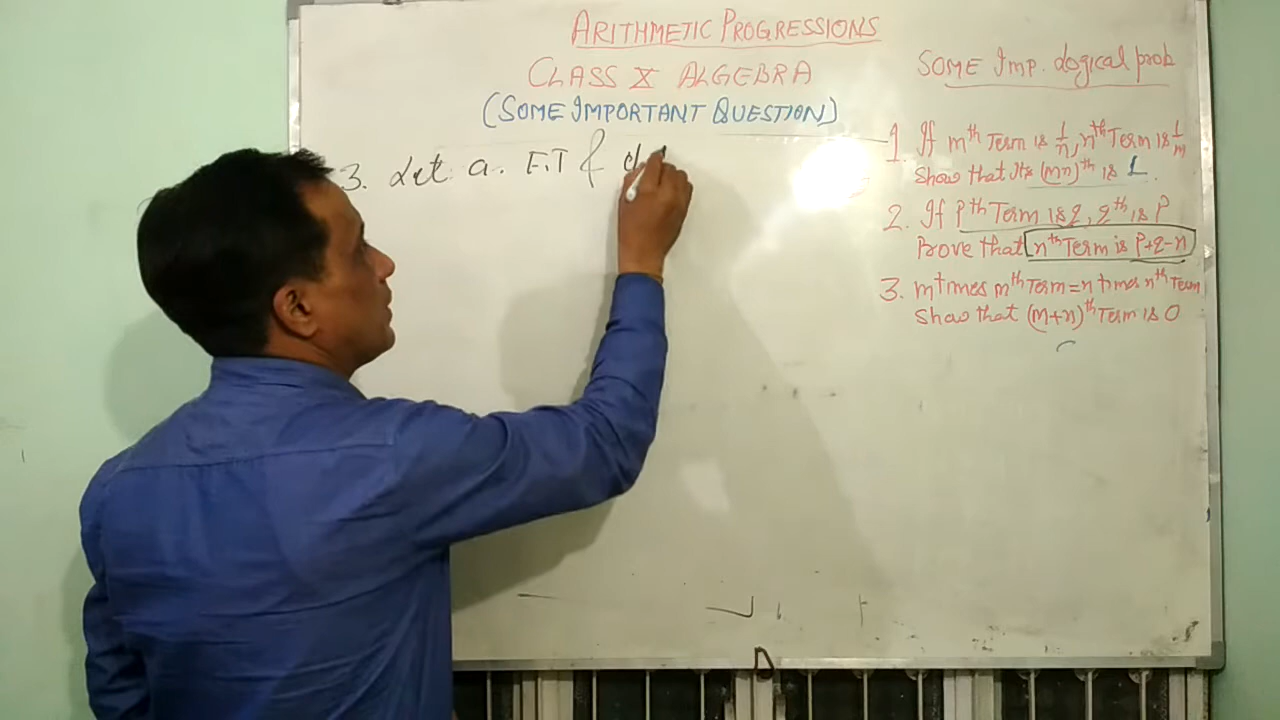 ARITHMETIC PROGRESSIONS
CLASS X ALGEBRA
(SOME IMPORTANT QUESTION)
3. Let a. F.T & d
SOME Imp. Logical prob
1. If mth Term is 1/n, nth Term is 1/m
Show that its (mn)th is 1.
2. If pth Term is q, qth is p
Prove that nth Term is p+q-n
3. m times mth Term = n times nth Term
Show that (m+n)th Term is 0